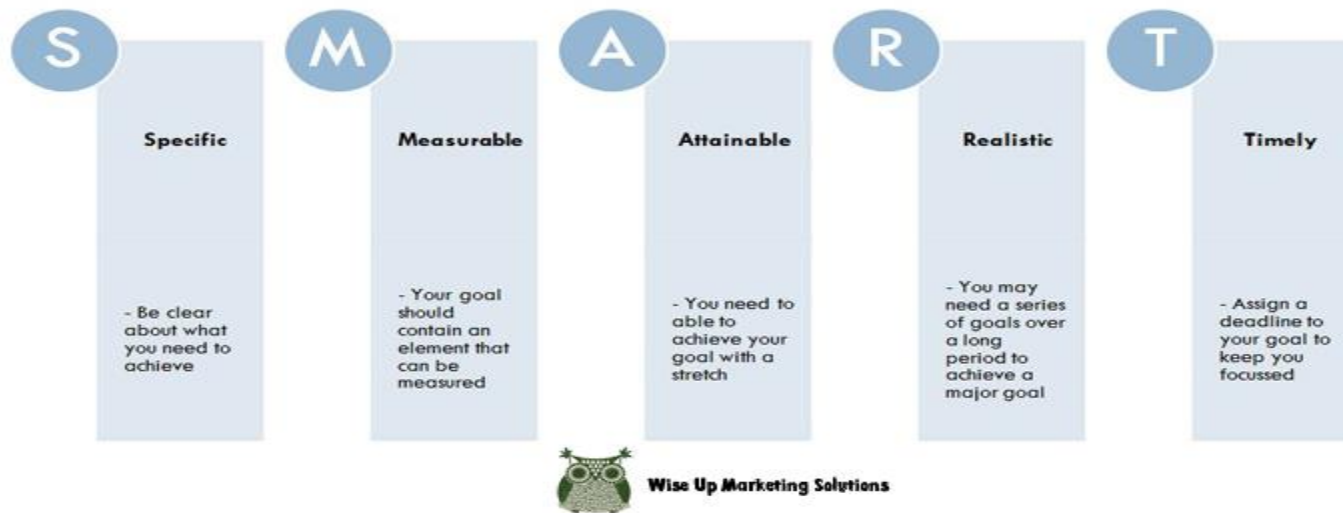 S
Specific
- Be clear
about what
you need to
achieve
M
Measurable
- Your goal
should
contain an
element that
can be
measured
A
Attainable
- You need to
able to
achieve your
goal with a
stretch
R
Realistic
- You may
need a series
of goals over
a long
period to
achieve a
major goal
T
Timely
- Assign a
deadline to
your goal to
keep you
focussed
Wise Up Marketing Solutions